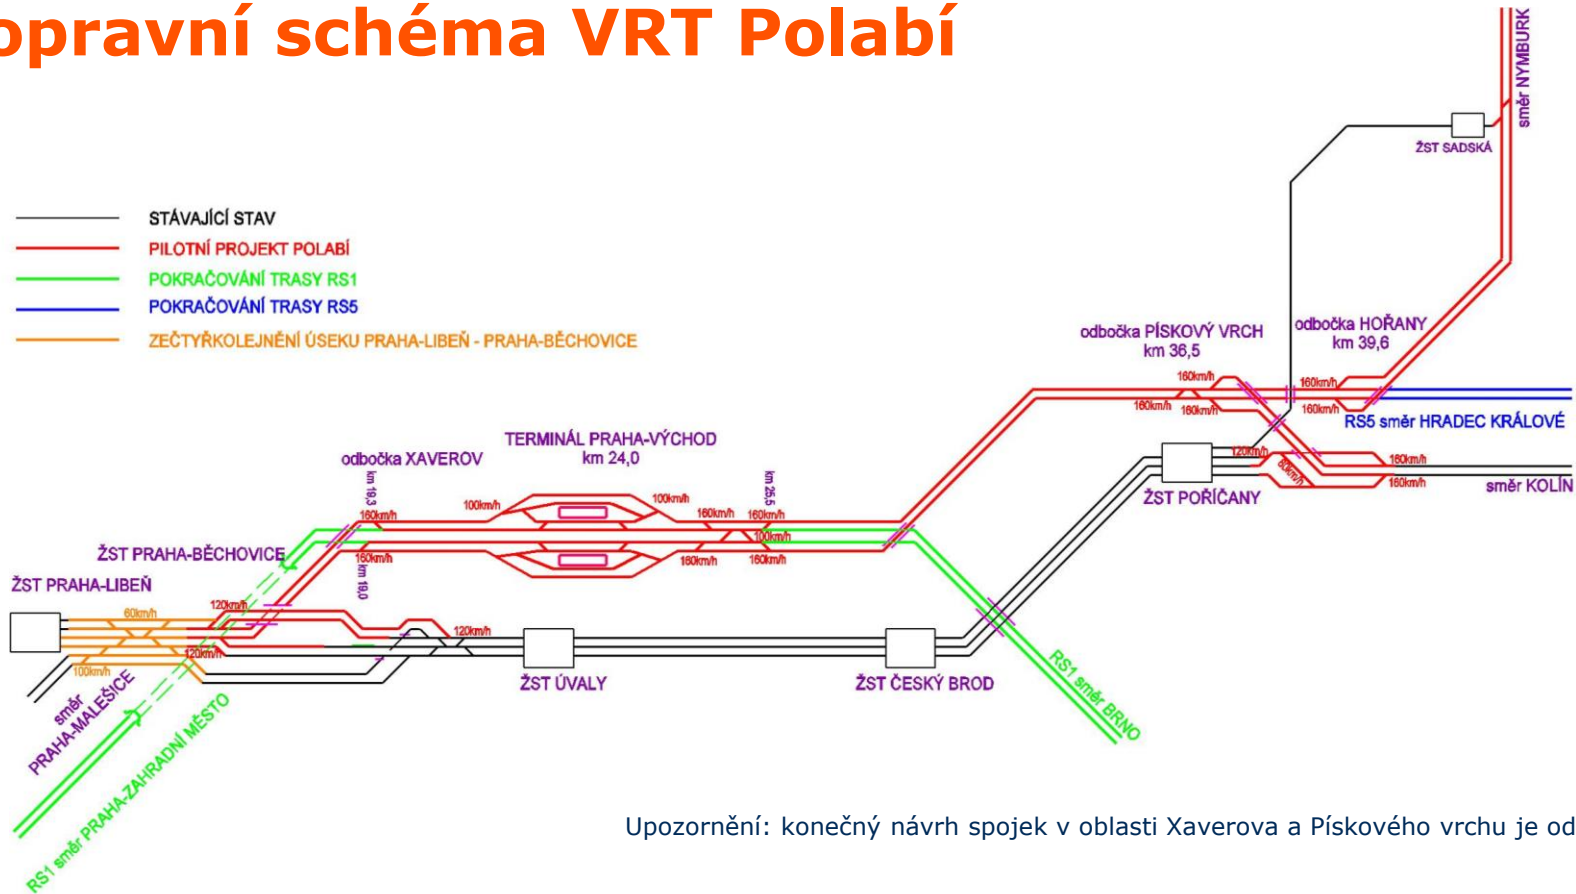 opravní schéma VRT Polabí
směr NYMBURK
ŽST SADSKÁ
STÁVAJÍCÍ STAV
PILOTNÍ PROJEKT POLABÍ
POKRAČOVÁNÍ TRASY RS1
POKRAČOVÁNÍ TRASY RS5
ZEČTYŘKOLEJNĚNÍ ÚSEKU PRAHA-LIBEŇ - PRAHA-BĚCHOVICE
odbočka PÍSKOVÝ VRCH
km 36,5
odbočka HOŘANY
km 39,6
160km/h
160km/h
160km/h
160km/h
160km/h
RS5 směr HRADEC KRÁLOVÉ
TERMINÁL PRAHA-VÝCHOD
km 24,0
odbočka XAVEROV
km 19,3
km 25,5
120km/h
60km/h
160km/h
160km/h
směr KOLÍN
ŽST POŘÍČANY
100km/h
100km/h
160km/h
160km/h
160km/h
100km/h
160km/h
160km/h
160km/h
km 19,0
ŽST PRAHA-BĚCHOVICE
ŽST PRAHA-LIBEŇ
60km/h
120km/h
120km/h
120km/h
100km/h
ŽST ÚVALY
ŽST ČESKÝ BROD
směr
PRAHA-MALEŠICE
RS1 směr PRAHA-ZAHRADNÍ MĚSTO
RS1 směr BRNO
Upozornění: konečný návrh spojek v oblasti Xaverova a Pískového vrchu je od